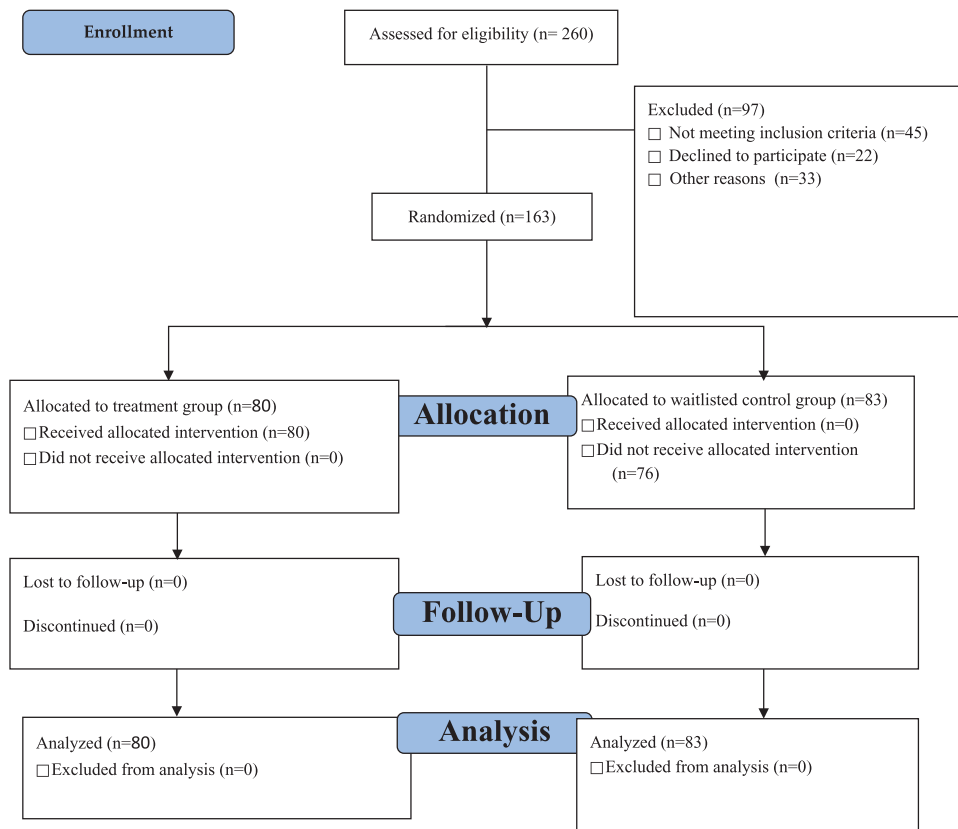 Enrollment
Assessed for eligibility (n= 260)
Excluded (n=97)
□ Not meeting inclusion criteria (n=45)
□ Declined to participate (n=22)
□ Other reasons (n=33)
Randomized (n=163)
Allocation
Allocated to treatment group (n=80)
□ Received allocated intervention (n=80)
□ Did not receive allocated intervention (n=0)
Allocated to waitlisted control group (n=83)
□ Received allocated intervention (n=0)
□ Did not receive allocated intervention
(n=76)
Follow-Up
Lost to follow-up (n=0)
Discontinued (n=0)
Lost to follow-up (n=0)
Discontinued (n=0)
Analysis
Analyzed (n=80)
□ Excluded from analysis (n=0)
Analyzed (n=83)
□ Excluded from analysis (n=0)